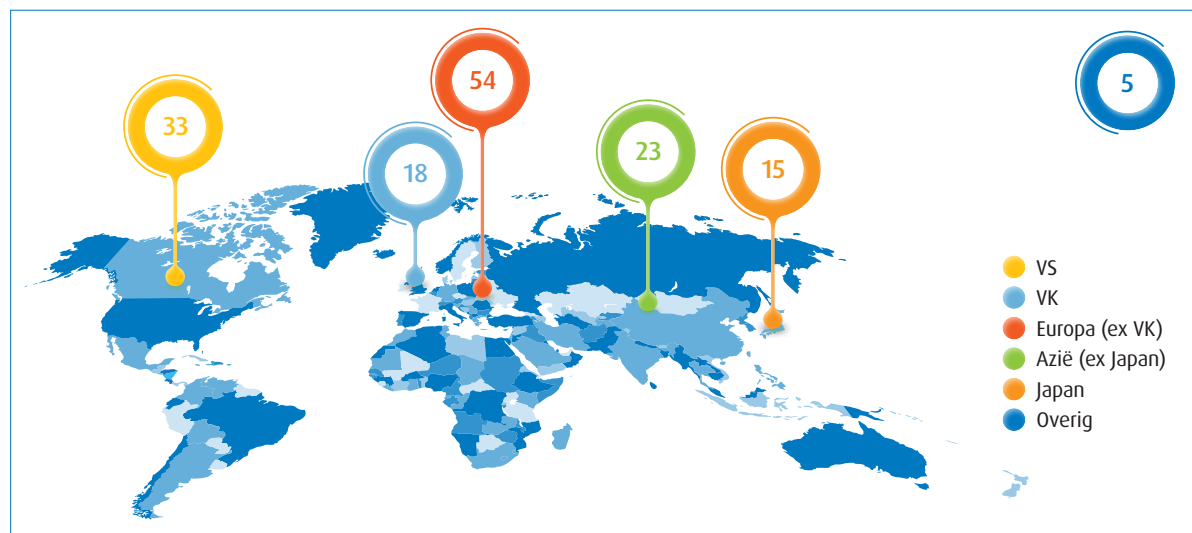 33
18
54
23
15
5
VS
VK
Europa (ex VK)
Azië (ex Japan)
Japan
Overig